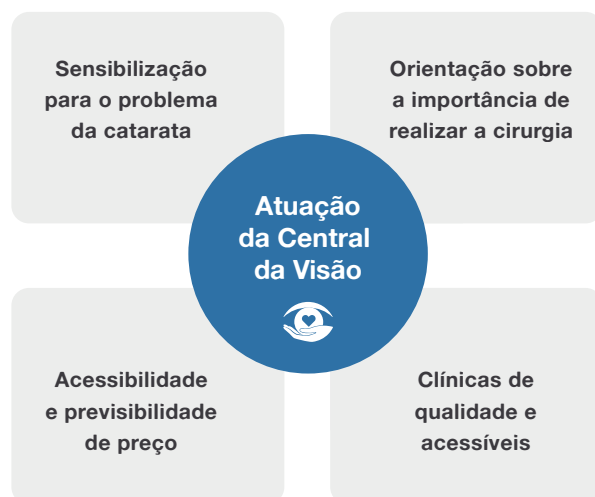 Sensibilização
para o problema
da catarata
Orientação sobre
a importância de
realizar a cirurgia
Atuação
da Central
da Visão
Acessibilidade
e previsibilidade
de preço
Clínicas de
qualidade e
acessíveis